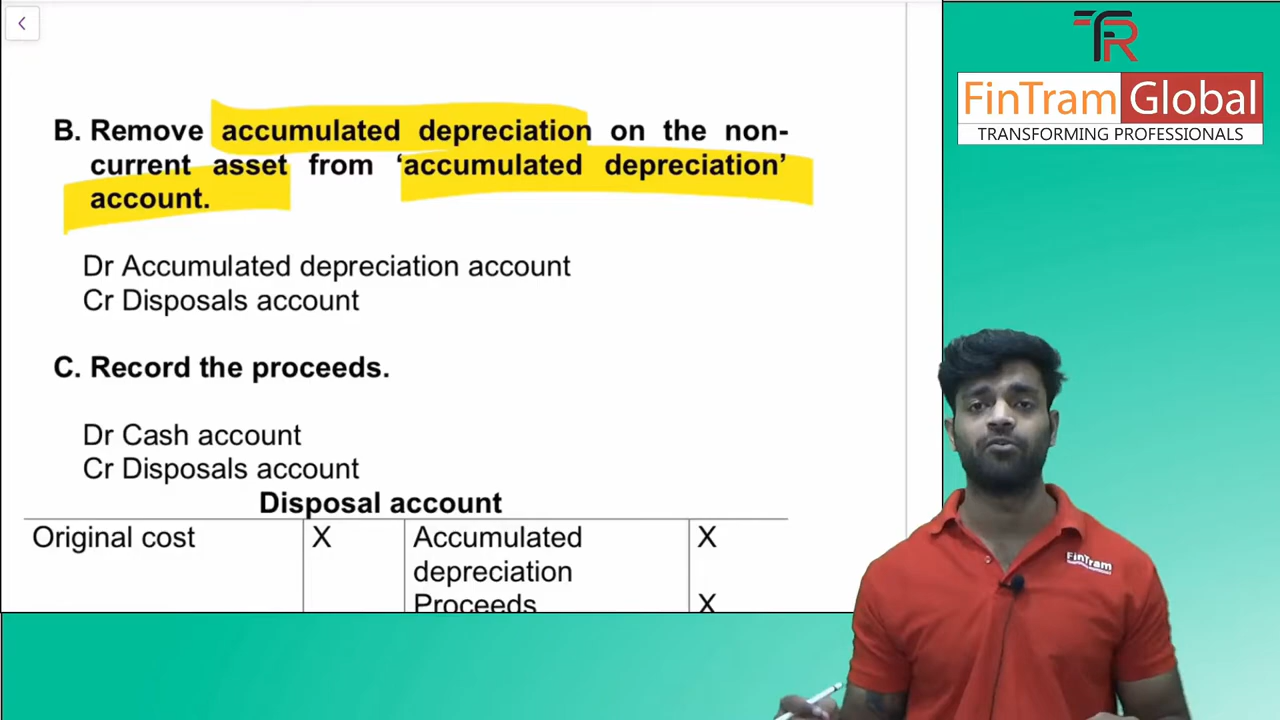 B. Remove accumulated depreciation on the non-
current asset from ‘accumulated depreciation’
account.
Dr Accumulated depreciation account
Cr Disposals account
C. Record the proceeds.
Dr Cash account
Cr Disposals account
Disposal account
Original cost X Accumulated X
depreciation
Proceeds X
TR
FinTram Global
TRANSFORMING PROFESSIONALS
FinTram